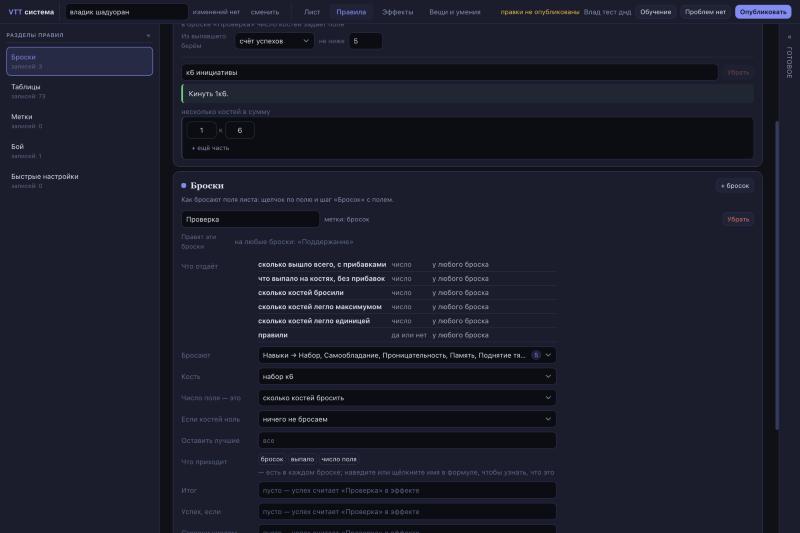 VTT система
владик шадуоран
изменений нет
сменить
Лист
Правила
Эффекты
Вещи и умения
правки не опубликованы
Влад тест днд
Обучение
Проблем нет
Опубликовать
РАЗДЕЛЫ ПРАВИЛ
«
Броски
записей: 3
Таблицы
записей: 73
Метки
записей: 0
Бой
записей: 1
Быстрые настройки
записей: 0
«
ГОТОВОЕ
Из выпавшего берём
счёт успехов
не ниже
5
к6 инициативы
Убрать
Кинуть 1к6.
несколько костей в сумму
1 к 6
+ ещё часть
Броски
+ бросок
Как бросают поля листа: щелчок по полю и шаг «Бросок» с полем.
Проверка
метки: бросок
Убрать
Правят эти броски
на любые броски: «Поддержание»
Что отдаёт
сколько вышло всего, с прибавками число у любого броска
что выпало на костях, без прибавок число у любого броска
сколько костей бросили число у любого броска
сколько костей легло максимумом число у любого броска
сколько костей легло единицей число у любого броска
правили да или нет у любого броска
Бросают
Навыки → Набор, Самообладание, Проницательность, Память, Поднятие тя... 5
Кость
набор к6
Число поля — это
сколько костей бросить
Если костей ноль
ничего не бросаем
Оставить лучшие
все
Что приходит
бросок выпало число поля
— есть в каждом броске; наведите или щёлкните имя в формуле, чтобы узнать, что это
Итог
пусто — успех считает «Проверка» в эффекте
Успех, если
пусто — успех считает «Проверка» в эффекте